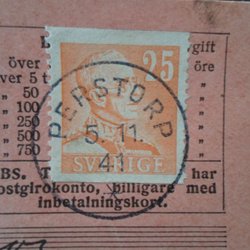 gift
över öre
över 5 t
" 50
" 100
" 250
" 500
" 750
25
PERSTORP
5 11
41
SVERIGE
BS. T har
ostgirokonto, billigare med
inbetalningskort.